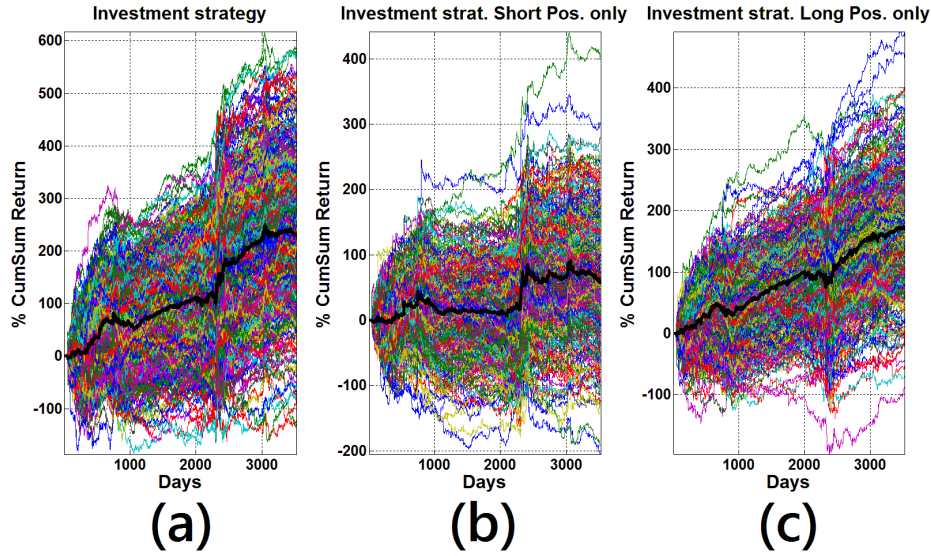 Investment strategy
600
500
400
300
200
100
0
-100
% CumSum Return
1000
2000
3000
Days
(a)
Investment strat. Short Pos. only
400
300
200
100
0
-100
-200
% CumSum Return
1000
2000
3000
Days
(b)
Investment strat. Long Pos. only
400
300
200
100
0
-100
% CumSum Return
1000
2000
3000
Days
(c)